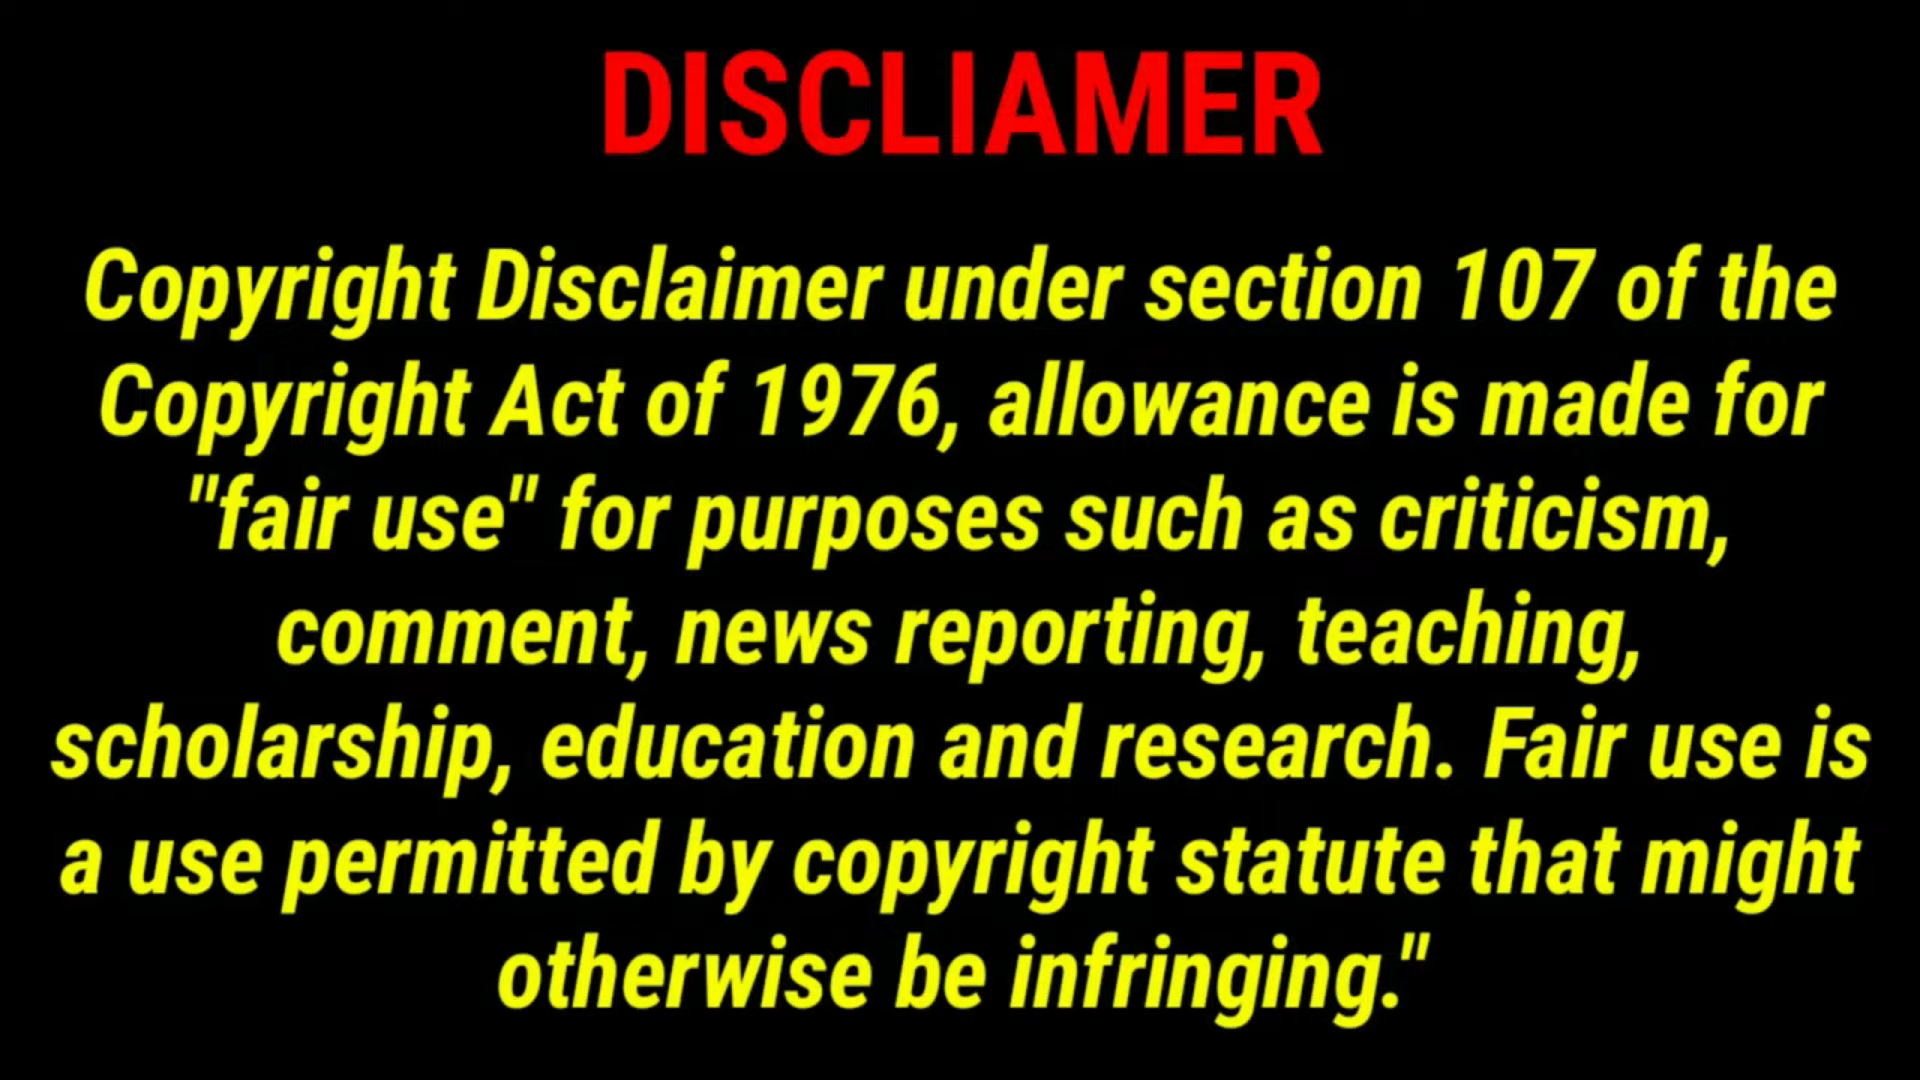 DISCLIAMER
Copyright Disclaimer under section 107 of the
Copyright Act of 1976, allowance is made for
"fair use" for purposes such as criticism,
comment, news reporting, teaching,
scholarship, education and research. Fair use is
a use permitted by copyright statute that might
otherwise be infringing."